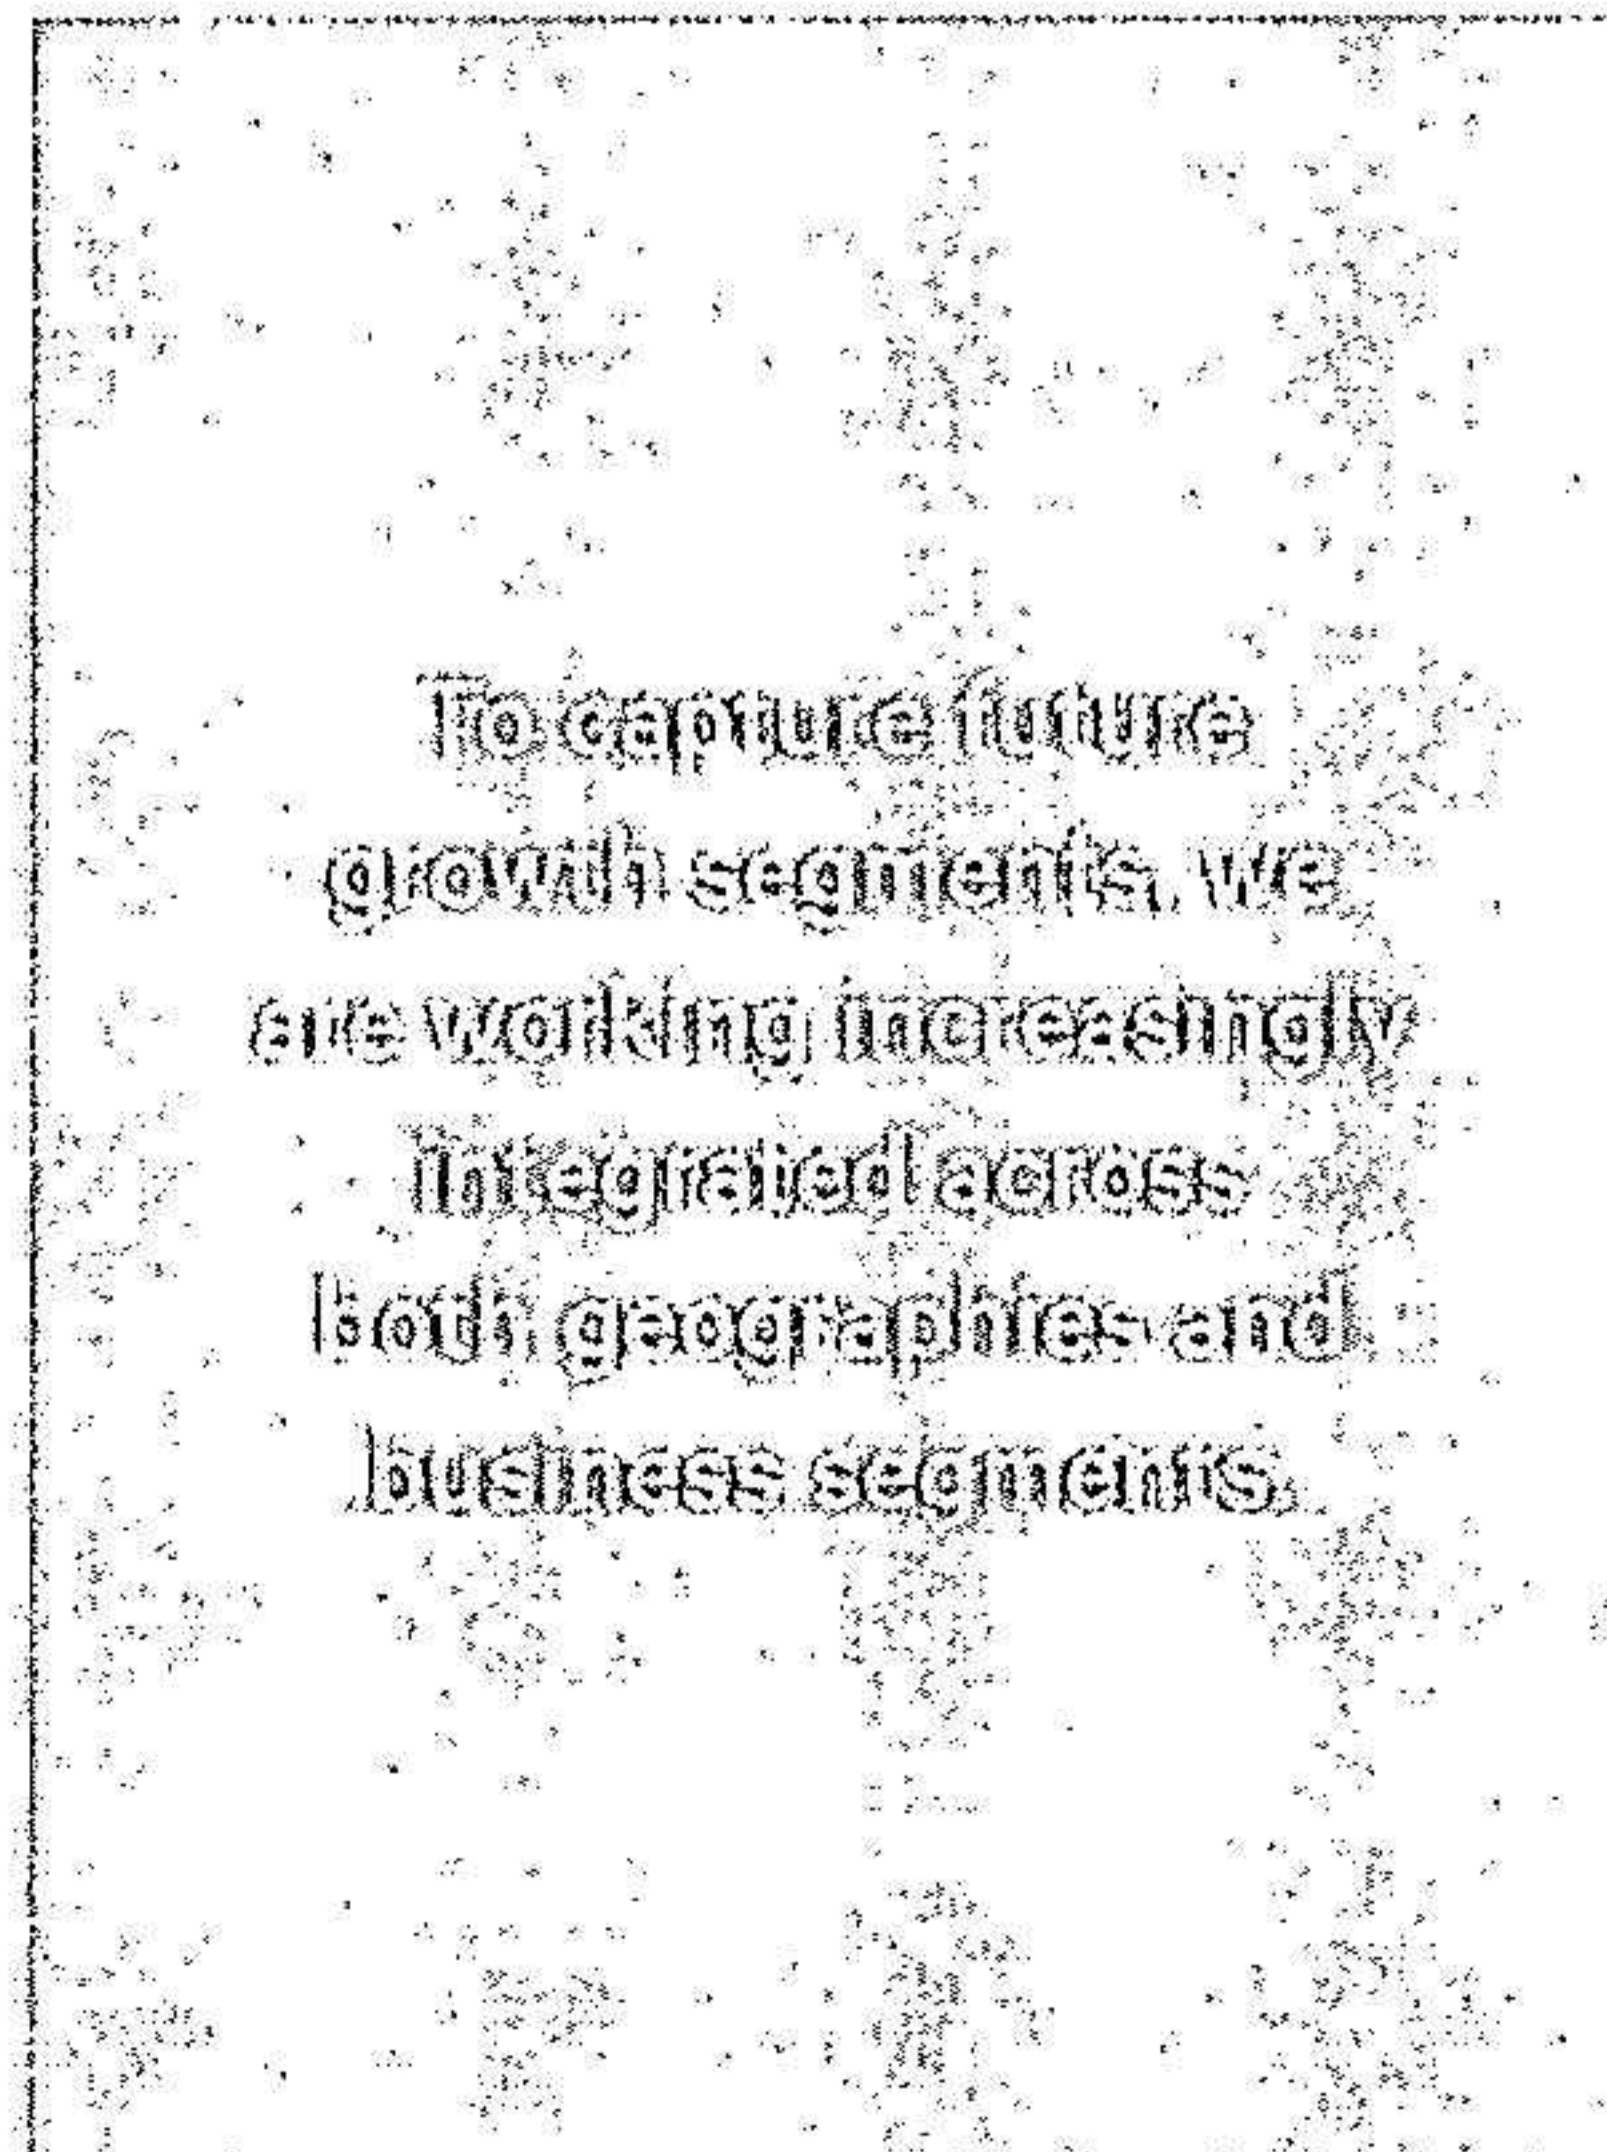 To capture future
growth segments, we
are working increasingly
integrated across
both geographies and
business segments.